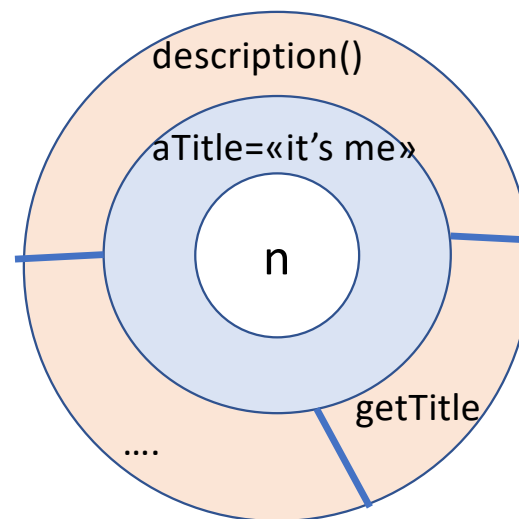 description()
aTitle=«it’s me»
n
getTitle
....